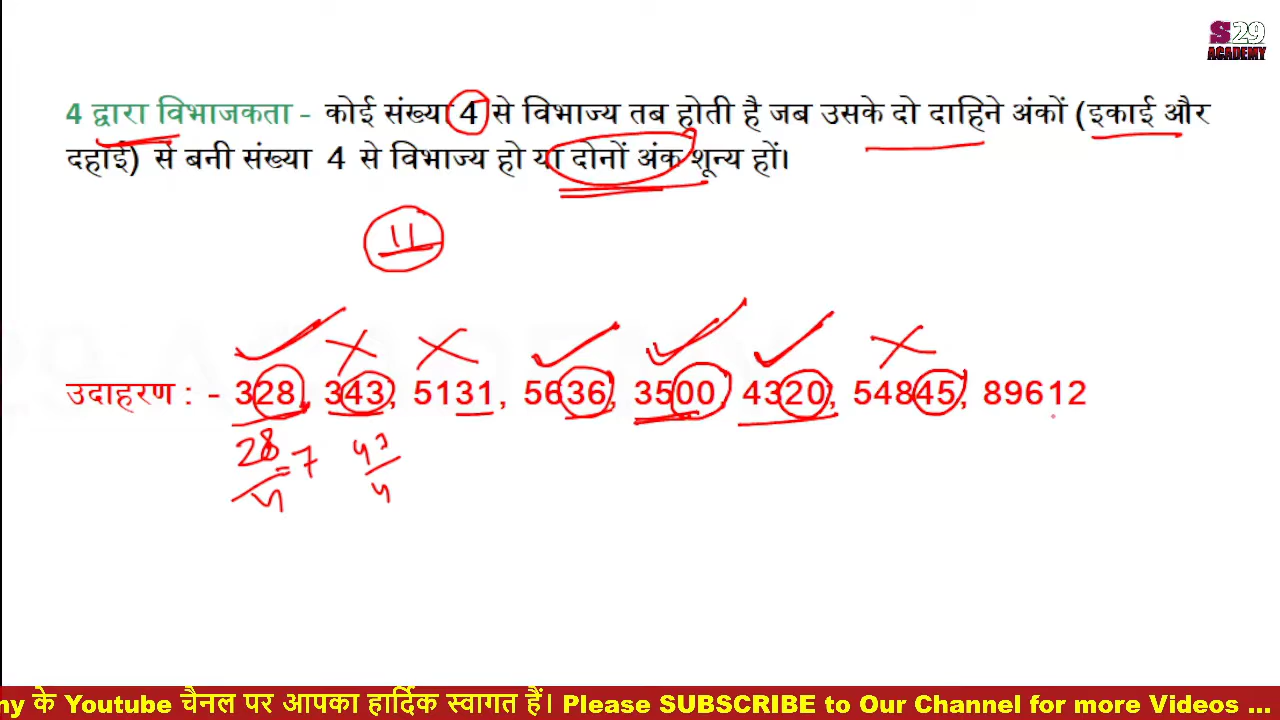 S29
ACADEMY
4 द्वारा विभाजकता - कोई संख्या 4 से विभाज्य तब होती है जब उसके दो दाहिने अंकों (इकाई और
दहाई) से बनी संख्या 4 से विभाज्य हो या दोनों अंक शून्य हों।
11
उदाहरण : - 328, 343, 5131, 5636, 3500, 4320, 54845, 89612
28/4 = 7 43/4
my के Youtube चैनल पर आपका हार्दिक स्वागत हैं। Please SUBSCRIBE to Our Channel for more Videos ...